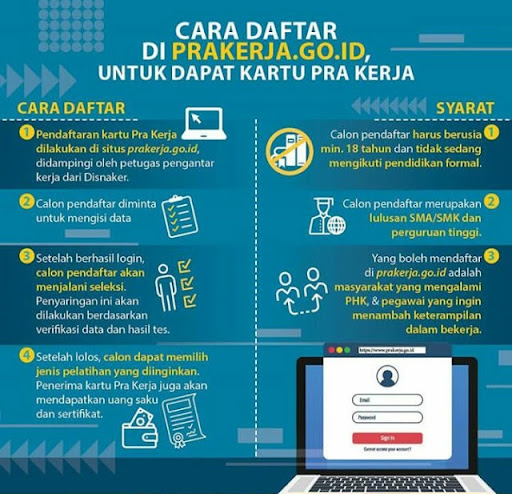 CARA DAFTAR
DI PRAKERJA.GO.ID,
UNTUK DAPAT KARTU PRA KERJA
CARA DAFTAR
1 Pendaftaran kartu Pra Kerja
dilakukan di situs prakerja.go.id,
didampingi oleh petugas pengantar
kerja dari Disnaker.
2 Calon pendaftar diminta
untuk mengisi data
3 Setelah berhasil login,
calon pendaftar akan
menjalani seleksi.
Penyaringan ini akan
dilakukan berdasarkan
verifikasi data dan hasil tes.
4 Setelah lolos, calon dapat memilih
jenis pelatihan yang diinginkan.
Penerima kartu Pra Kerja juga akan
mendapatkan uang saku
dan sertifikat.
SYARAT
Calon pendaftar harus berusia 1
min. 18 tahun dan tidak sedang
mengikuti pendidikan formal.
Calon pendaftar merupakan 2
lulusan SMA/SMK dan
perguruan tinggi.
Yang boleh mendaftar 3
di prakerja.go.id adalah
masyarakat yang mengalami
PHK, & pegawai yang ingin
menambah keterampilan
dalam bekerja.
https://www.prakerja.go.id
Email
Password
Sign In
Cannot access your account?